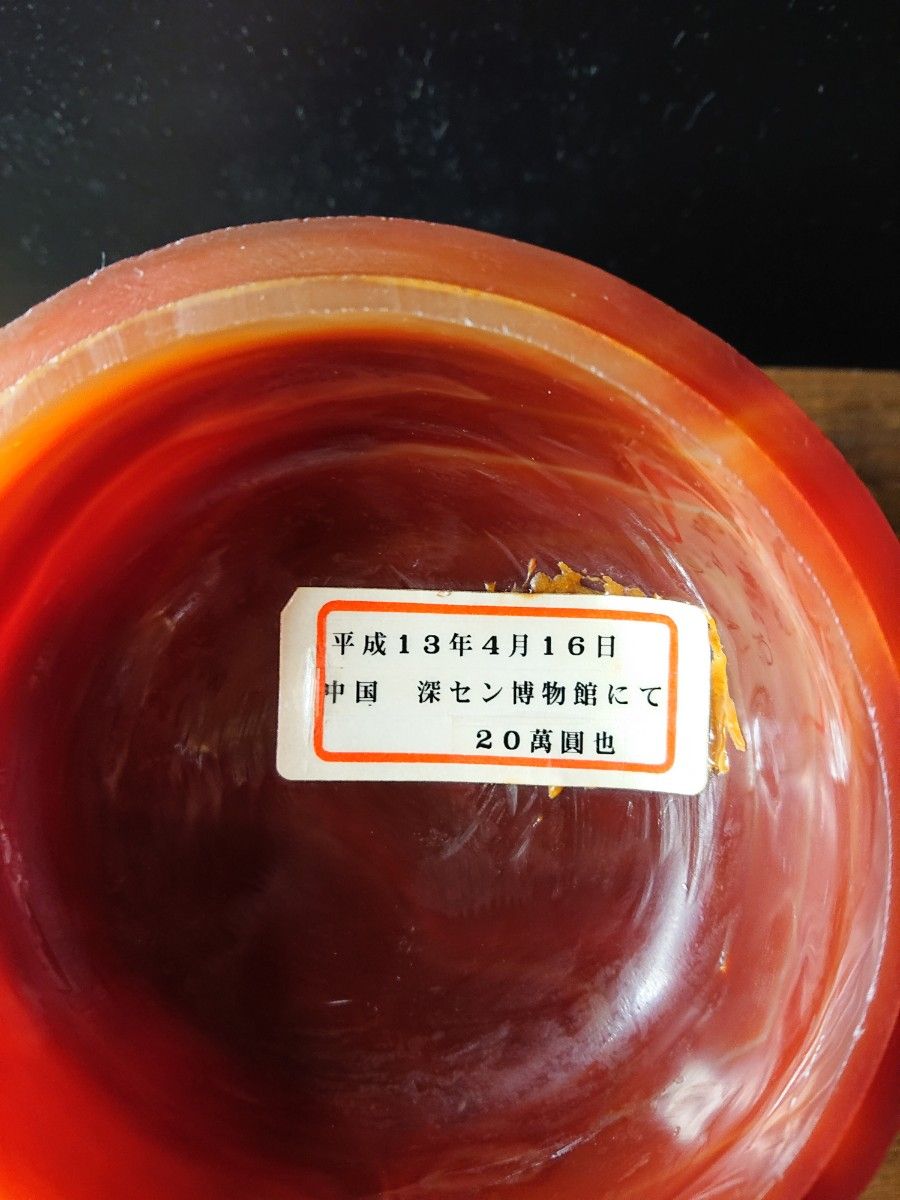 平成13年4月16日
中国　深セン博物館にて
20萬圓也